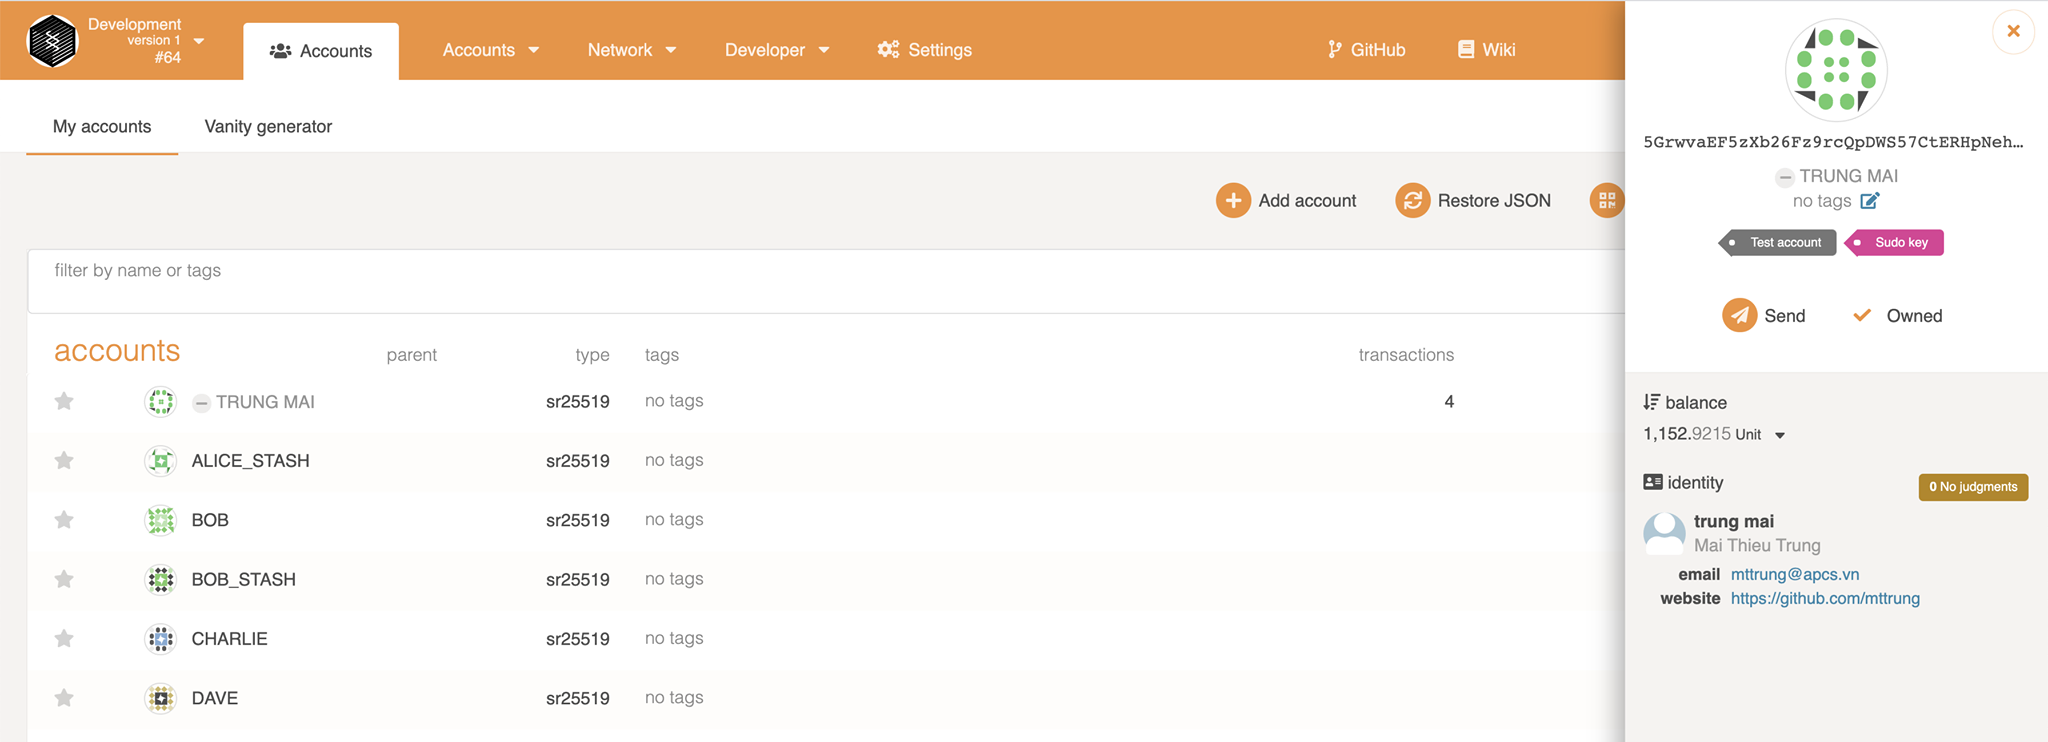 Development
version 1
#64
Accounts
Accounts
Network
Developer
Settings
GitHub
Wiki
My accounts
Vanity generator
Add account
Restore JSON
filter by name or tags
accounts parent type tags transactions
TRUNG MAI sr25519 no tags 4
ALICE_STASH sr25519 no tags
BOB sr25519 no tags
BOB_STASH sr25519 no tags
CHARLIE sr25519 no tags
DAVE sr25519 no tags
5GrwvaEF5zXb26Fz9rcQpDWS57CtERHpNeh…
TRUNG MAI
no tags
Test account
Sudo key
Send
Owned
balance
1,152.9215 Unit
identity
0 No judgments
trung mai
Mai Thieu Trung
email mttrung@apcs.vn
website https://github.com/mttrung